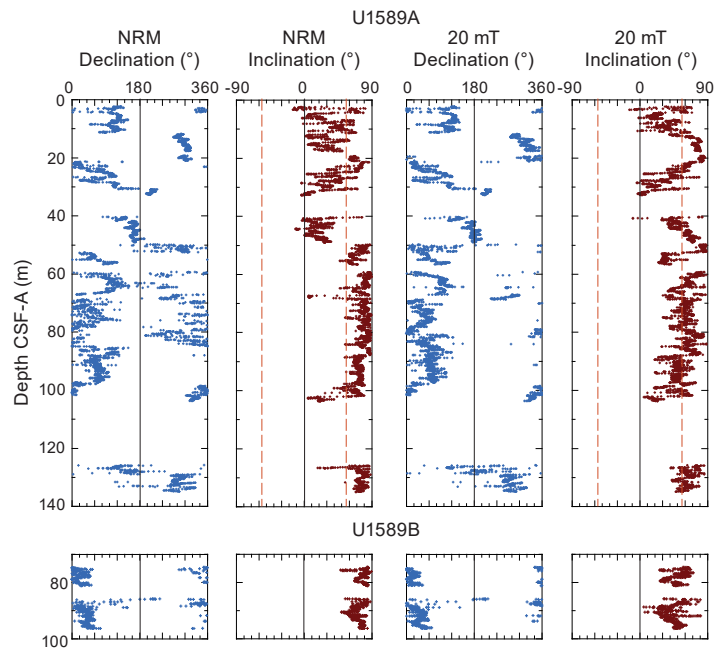 U1589A
NRM NRM 20 mT 20 mT
Declination (°) Inclination (°) Declination (°) Inclination (°)
0 180 360 -90 0 90 0 180 360 -90 0 90
0
20
40
60
80
100
120
140
Depth CSF-A (m)
U1589B
80
100